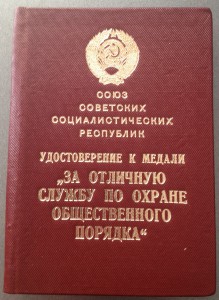 СОЮЗ
СОВЕТСКИХ
СОЦИАЛИСТИЧЕСКИХ
РЕСПУБЛИК
УДОСТОВЕРЕНИЕ К МЕДАЛИ
„ЗА ОТЛИЧНУЮ
СЛУЖБУ ПО ОХРАНЕ
ОБЩЕСТВЕННОГО
ПОРЯДКА“